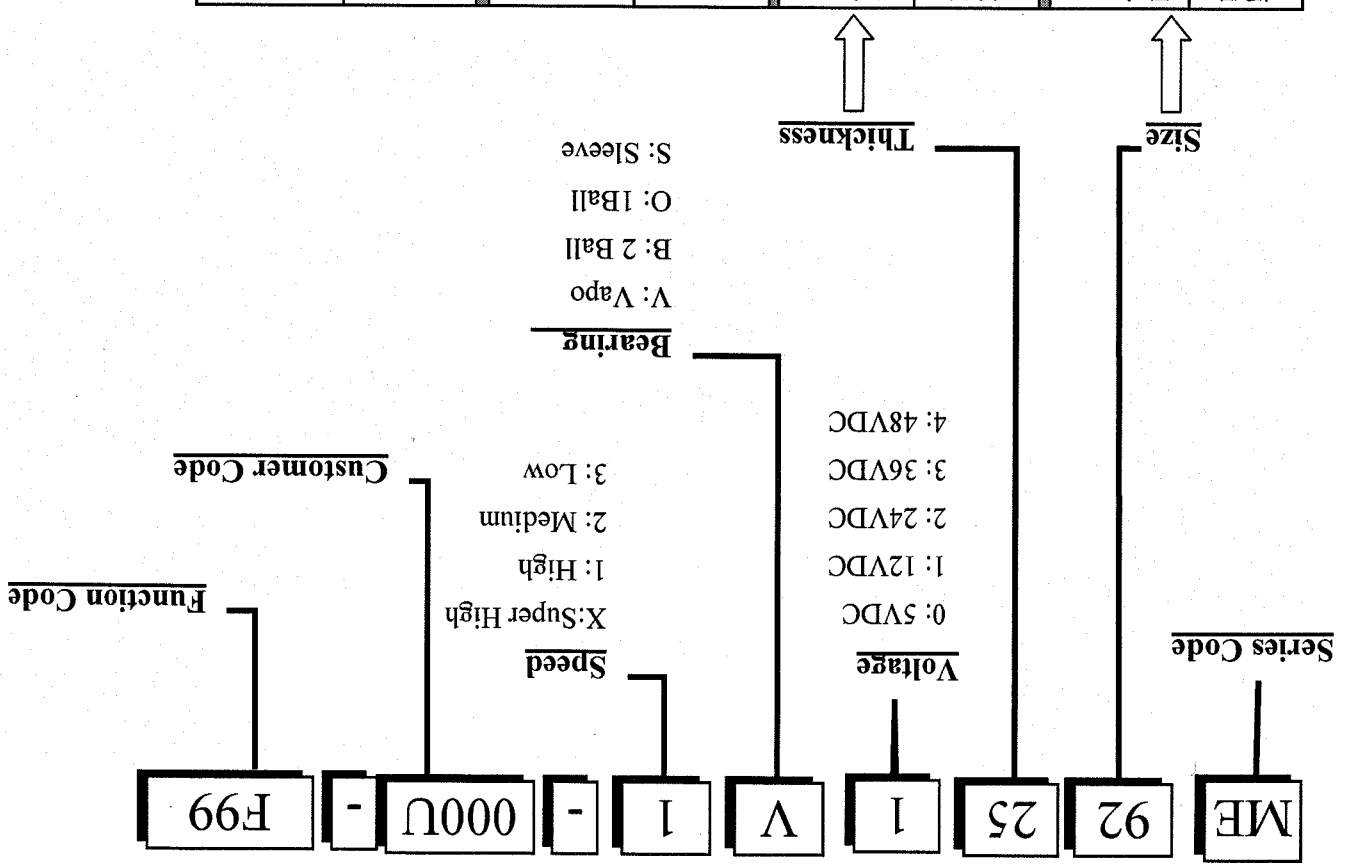 ME 92 25 1 V 1 - 000U - F99
Series Code
Voltage
0: 5VDC
1: 12VDC
2: 24VDC
3: 36VDC
4: 48VDC
Speed
X:Super High
1: High
2: Medium
3: Low
Function Code
Customer Code
Bearing
V: Vapo
B: 2 Ball
O: 1Ball
S: Sleeve
Size
Thickness